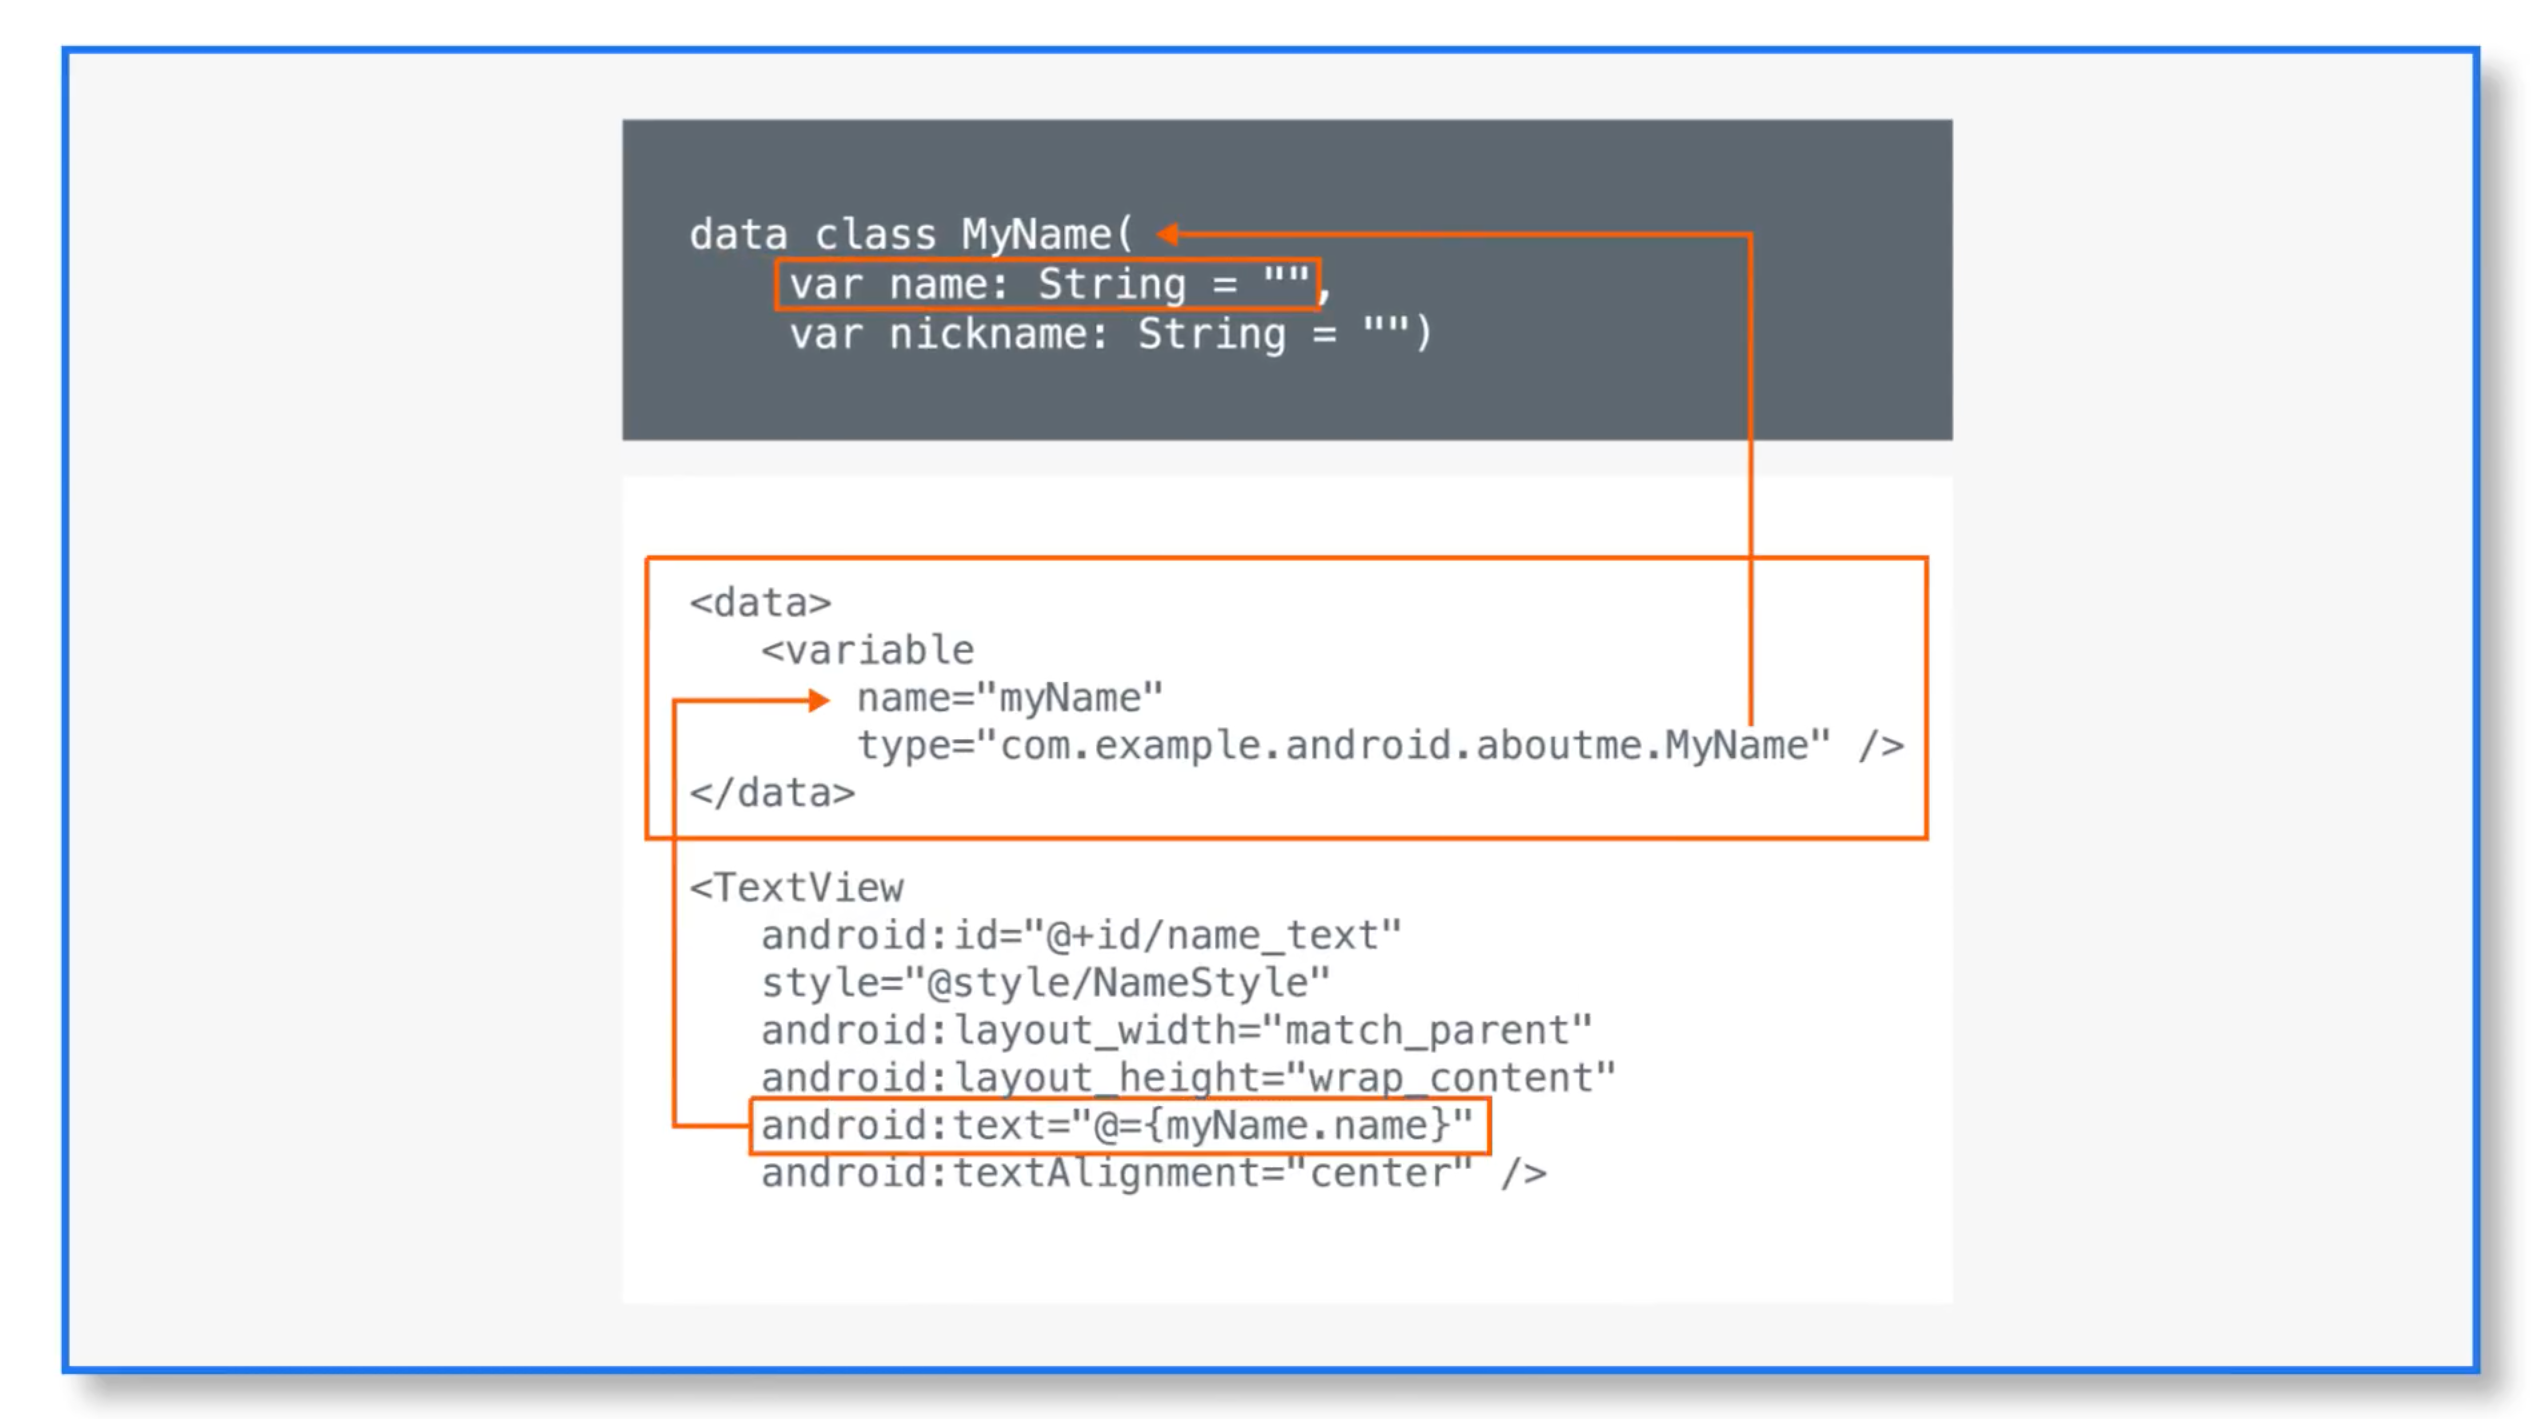 data class MyName(
var name: String = "",
var nickname: String = "")
<data>
<variable
name="myName"
type="com.example.android.aboutme.MyName" />
</data>
<TextView
android:id="@+id/name_text"
style="@style/NameStyle"
android:layout_width="match_parent"
android:layout_height="wrap_content"
android:text="@={myName.name}"
android:textAlignment="center" />